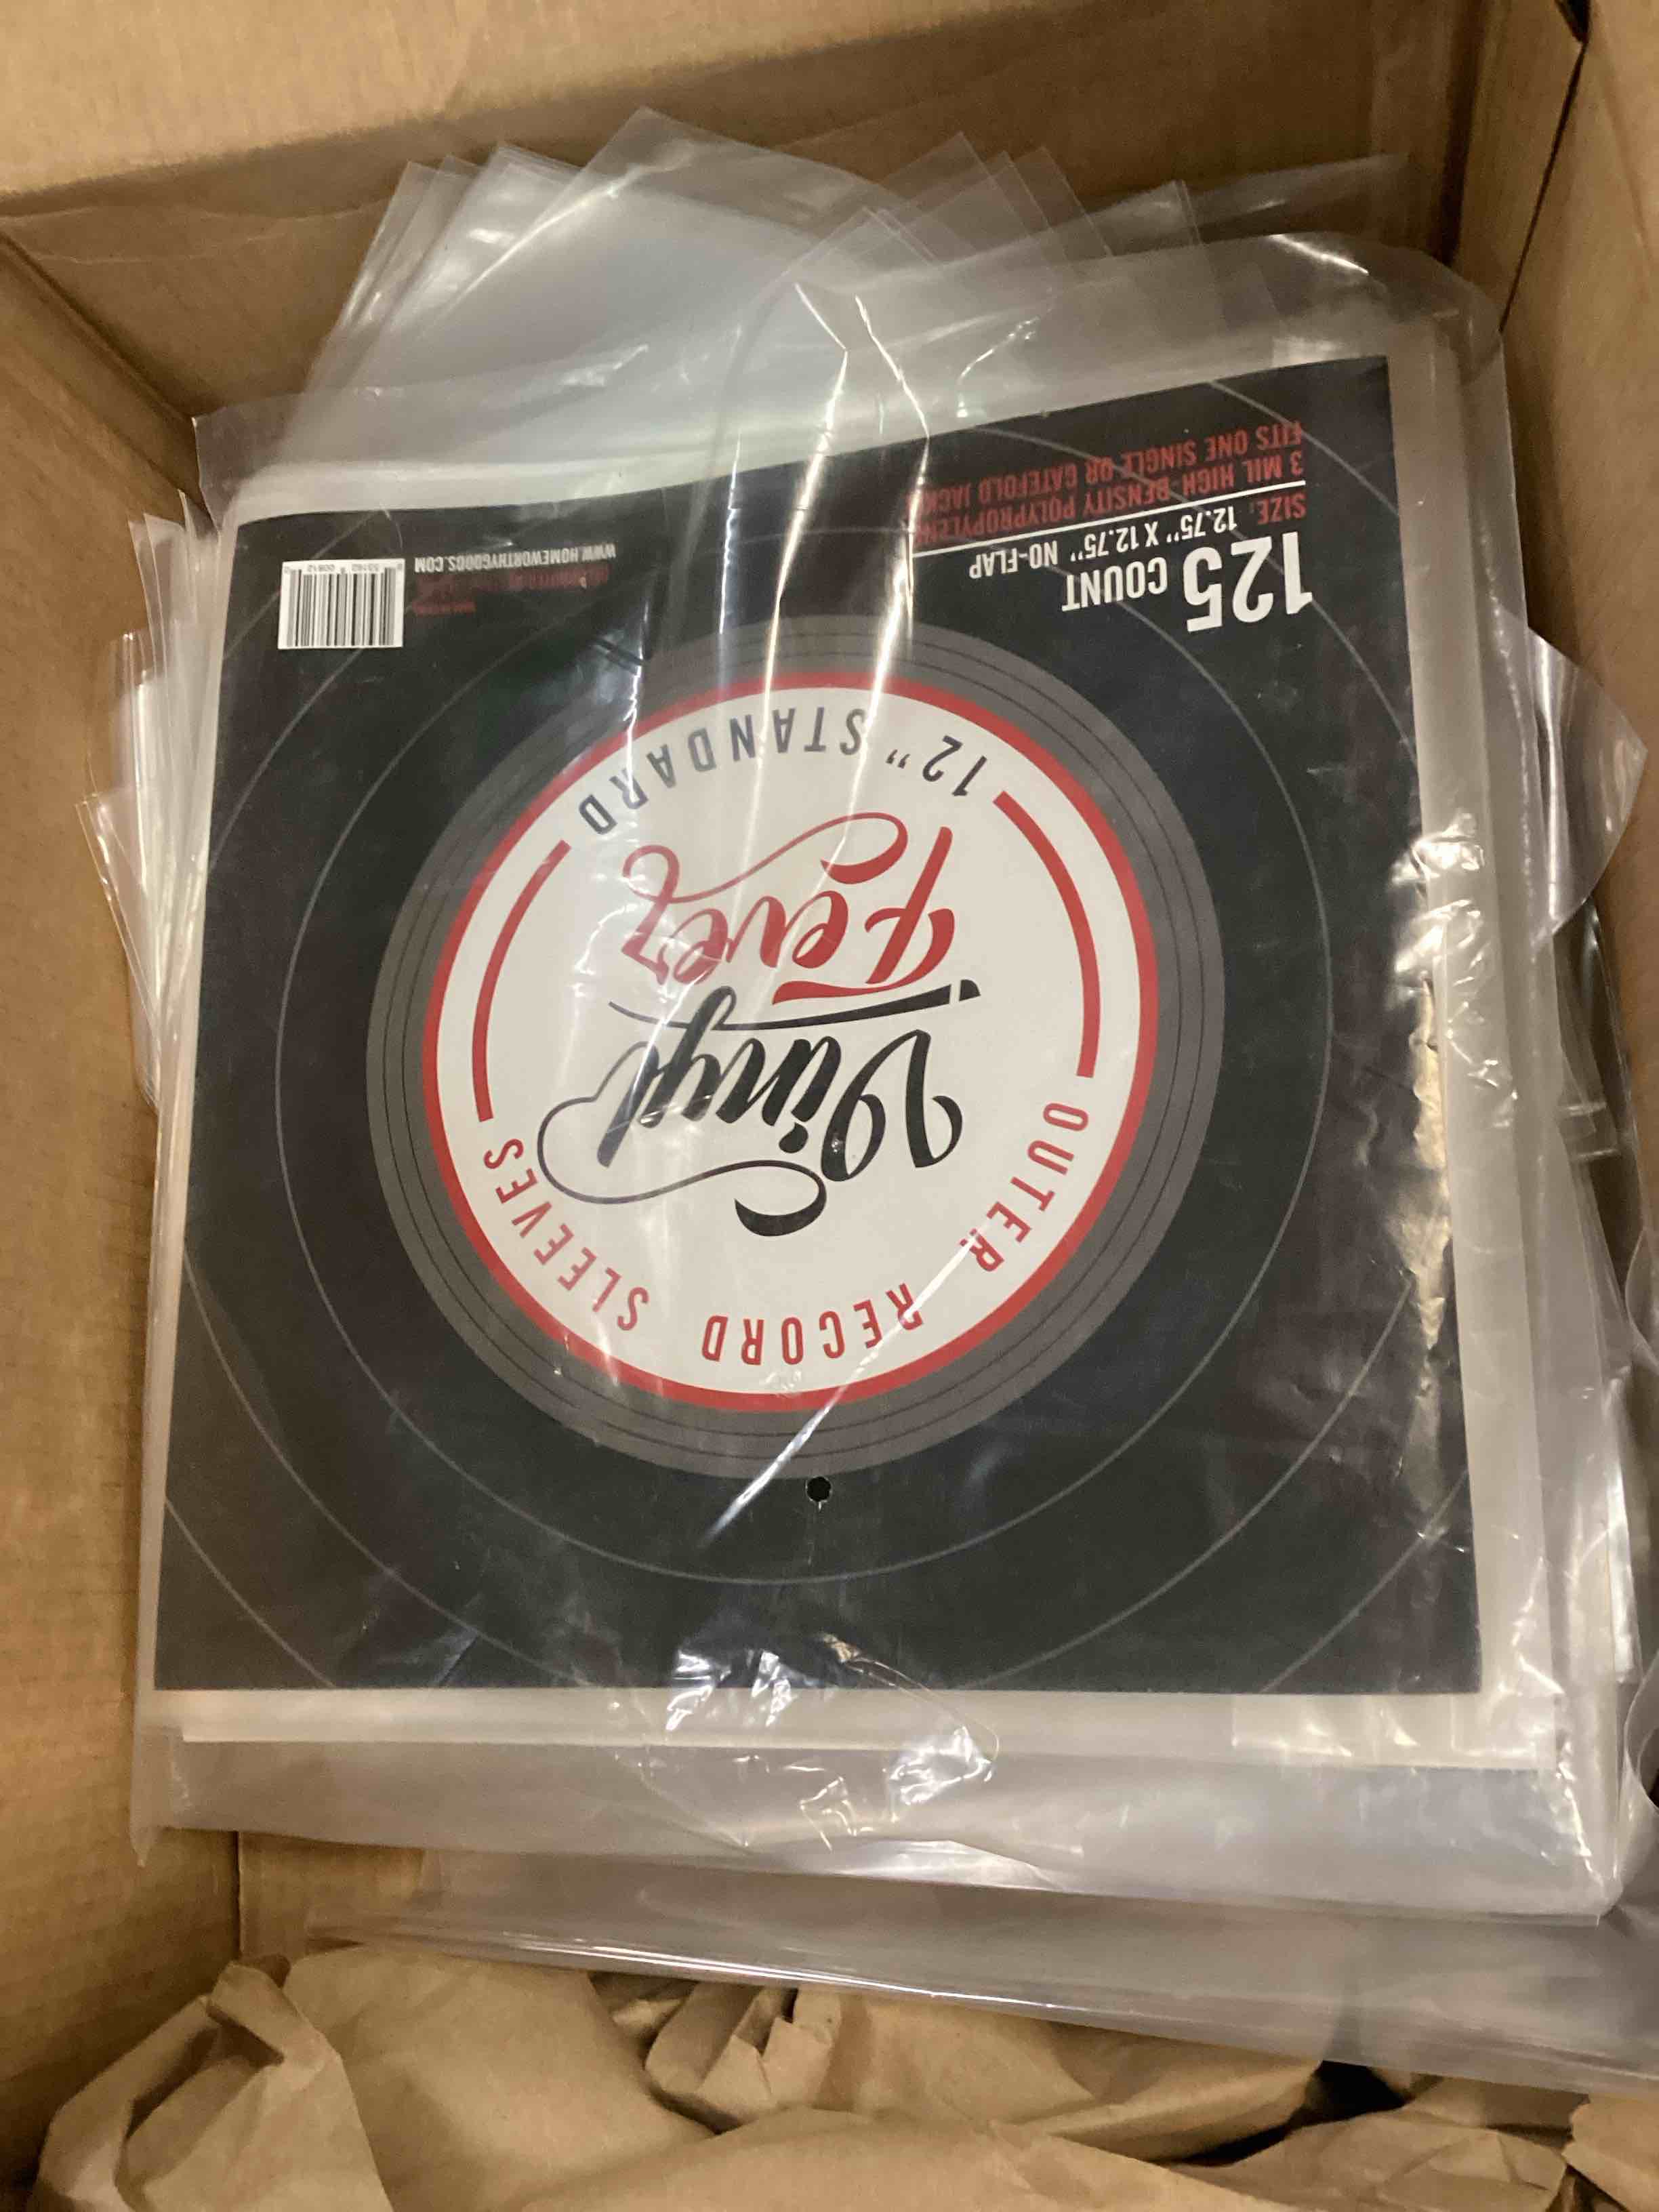 OUTER RECORD SLEEVES
Vinyl
Fever
12" STANDARD
125 COUNT
SIZE: 12.75" X 12.75" NO-FLAP
3 MIL HIGH-DENSITY POLYPROPYLENE
FITS ONE SINGLE OR GATEFOLD JACKET
WWW.HOMEWORTHYGOODS.COM